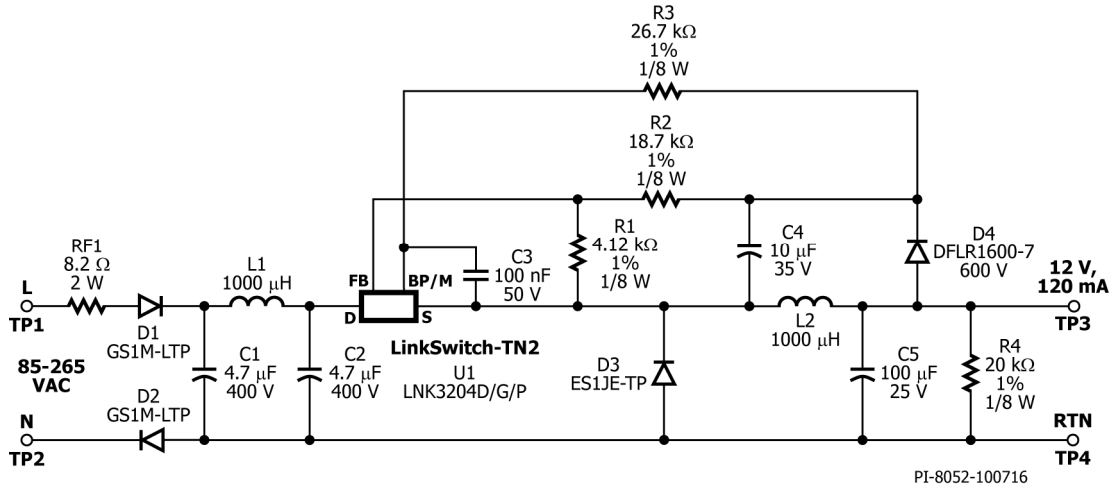 R3
26.7 kΩ
1%
1/8 W
R2
18.7 kΩ
1%
1/8 W
RF1
8.2 Ω
2 W
L
TP1
D1
GS1M-LTP
L1
1000 μH
FB
BP/M
D
S
C3
100 nF
50 V
R1
4.12 kΩ
1%
1/8 W
C4
10 μF
35 V
D4
DFLR1600-7
600 V
12 V,
120 mA
TP3
L2
1000 μH
85-265
VAC
C1
4.7 μF
400 V
C2
4.7 μF
400 V
LinkSwitch-TN2
U1
LNK3204D/G/P
D3
ES1JE-TP
C5
100 μF
25 V
R4
20 kΩ
1%
1/8 W
D2
GS1M-LTP
N
TP2
RTN
TP4
PI-8052-100716